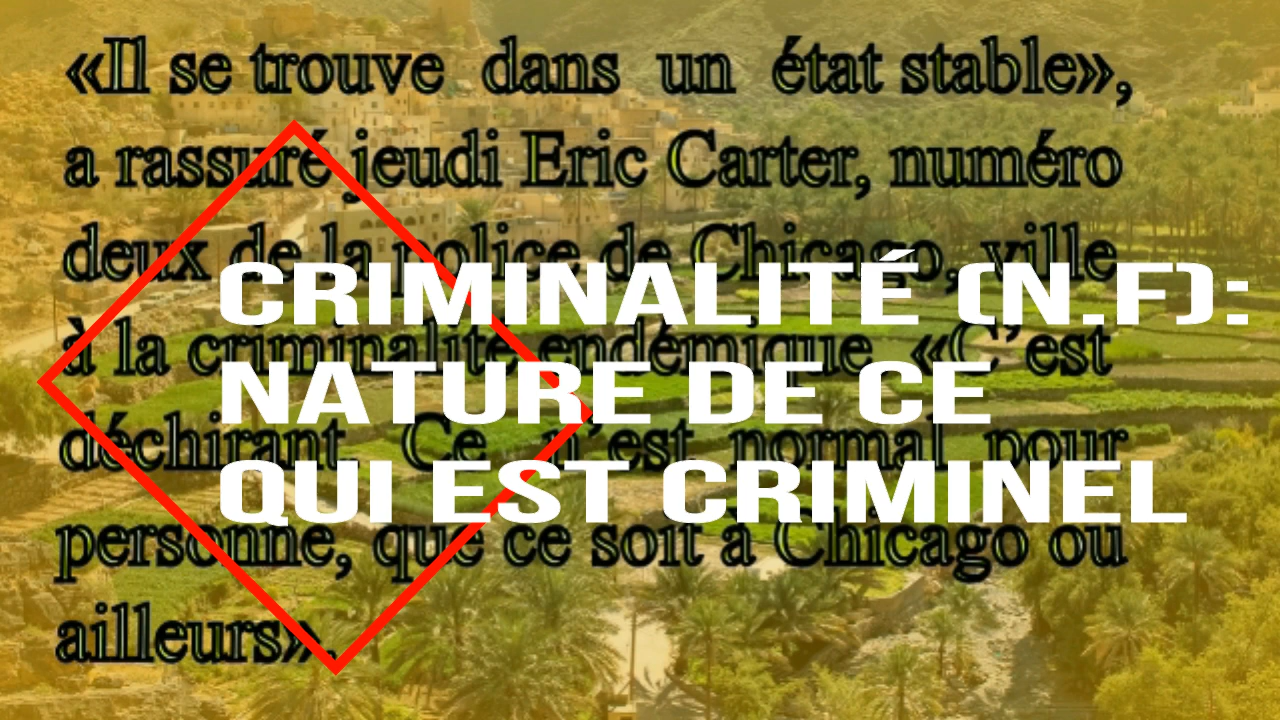 «Il se trouve dans un état stable»,
a rassuré jeudi Eric Carter, numéro
deux de la police de Chicago, ville
à la criminalité endémique «C'est
déchirant. Ce n'est normal pour
personne, que ce soit à Chicago ou
ailleurs».
CRIMINALITÉ (N.F):
NATURE DE CE
QUI EST CRIMINEL